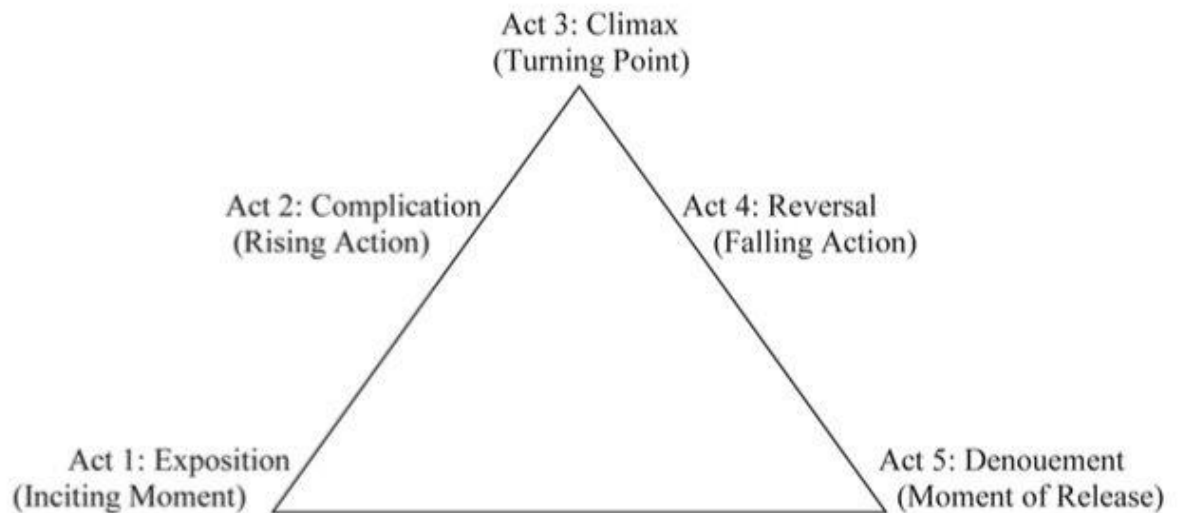 Act 3: Climax
(Turning Point)
Act 2: Complication
(Rising Action)
Act 4: Reversal
(Falling Action)
Act 1: Exposition
(Inciting Moment)
Act 5: Denouement
(Moment of Release)